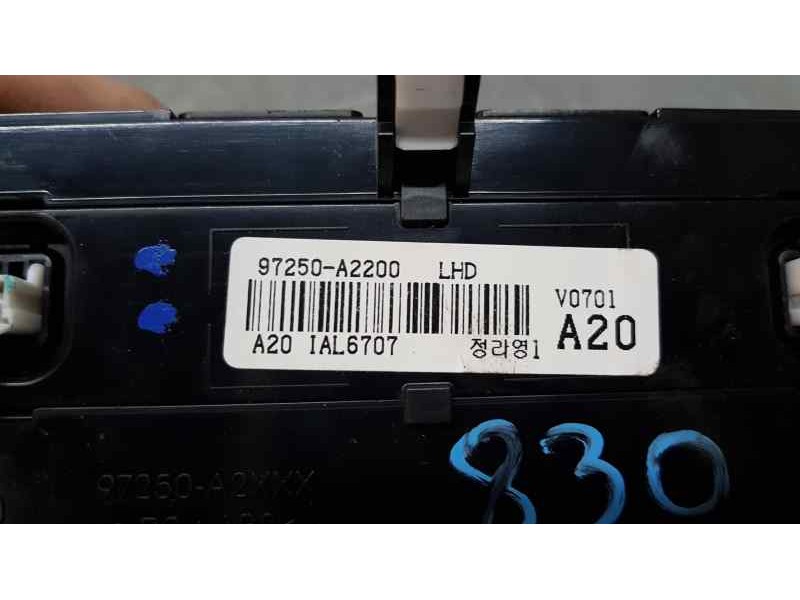 97250-A2200 LHD
V0701
A20 IAL6707 정라영1 A20
97250-A2XXX
830